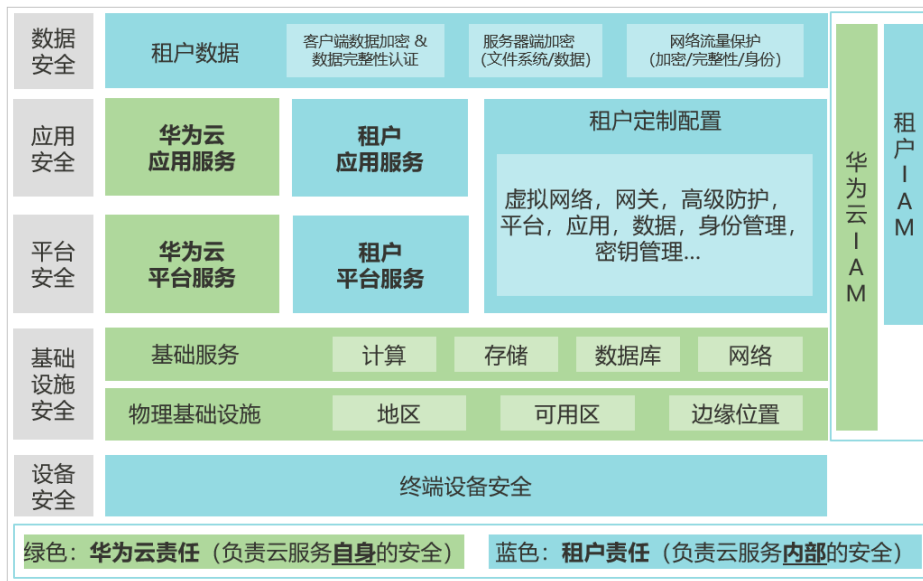 数据
安全
租户数据
客户端数据加密 &
数据完整性认证
服务器端加密
(文件系统/数据)
网络流量保护
(加密/完整性/身份)
应用
安全
华为云
应用服务
租户
应用服务
租户定制配置
虚拟网络，网关，高级防护，
平台，应用，数据，身份管理，
密钥管理...
平台
安全
华为云
平台服务
租户
平台服务
基础
设施
安全
基础服务
计算
存储
数据库
网络
物理基础设施
地区
可用区
边缘位置
设备
安全
终端设备安全
华为云IAM
租户IAM
绿色：华为云责任（负责云服务自身的安全）
蓝色：租户责任（负责云服务内部的安全）